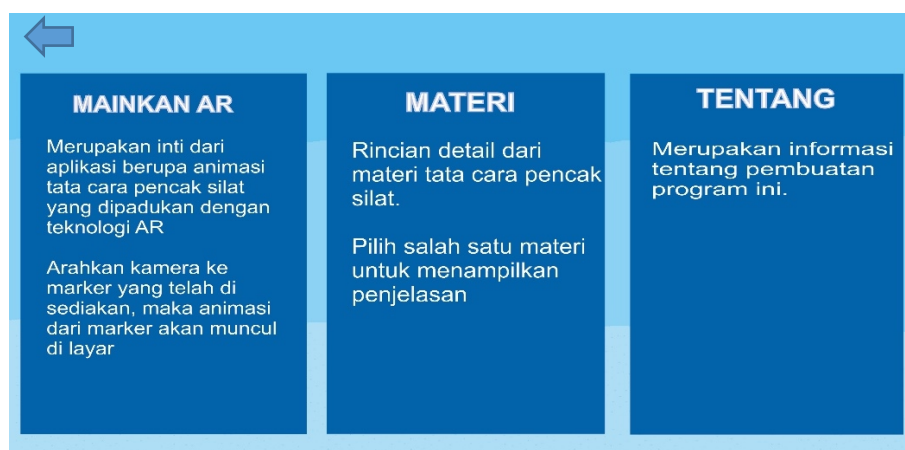 MAINKAN AR
Merupakan inti dari
aplikasi berupa animasi
tata cara pencak silat
yang dipadukan dengan
teknologi AR
Arahkan kamera ke
marker yang telah di
sediakan, maka animasi
dari marker akan muncul
di layar
MATERI
Rincian detail dari
materi tata cara pencak
silat.
Pilih salah satu materi
untuk menampilkan
penjelasan
TENTANG
Merupakan informasi
tentang pembuatan
program ini.